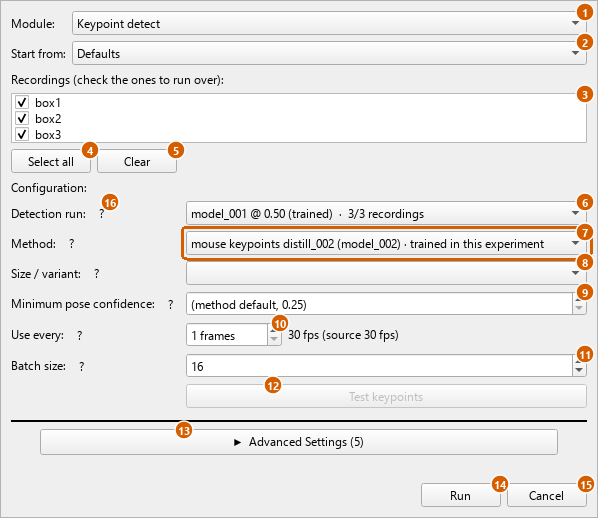 Module: Keypoint detect 1
Start from: Defaults 2
Recordings (check the ones to run over):
box1 3
box2
box3
Select all 4 Clear 5
Configuration:
16
Detection run: ? model_001 @ 0.50 (trained) · 3/3 recordings 6
Method: ? mouse keypoints distill_002 (model_002) · trained in this experiment 7
Size / variant: ? 8
Minimum pose confidence: ? (method default, 0.25) 9
Use every: ? 1 frames 10 30 fps (source 30 fps)
Batch size: ? 16 11
12 Test keypoints
13
► Advanced Settings (5)
Run 14 Cancel 15